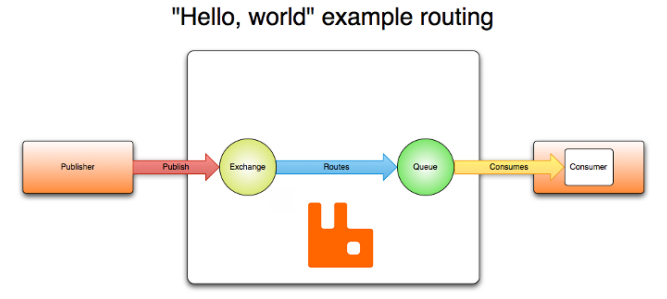 "Hello, world" example routing
Publisher
Publish
Exchange
Routes
Queue
Consumes
Consumer